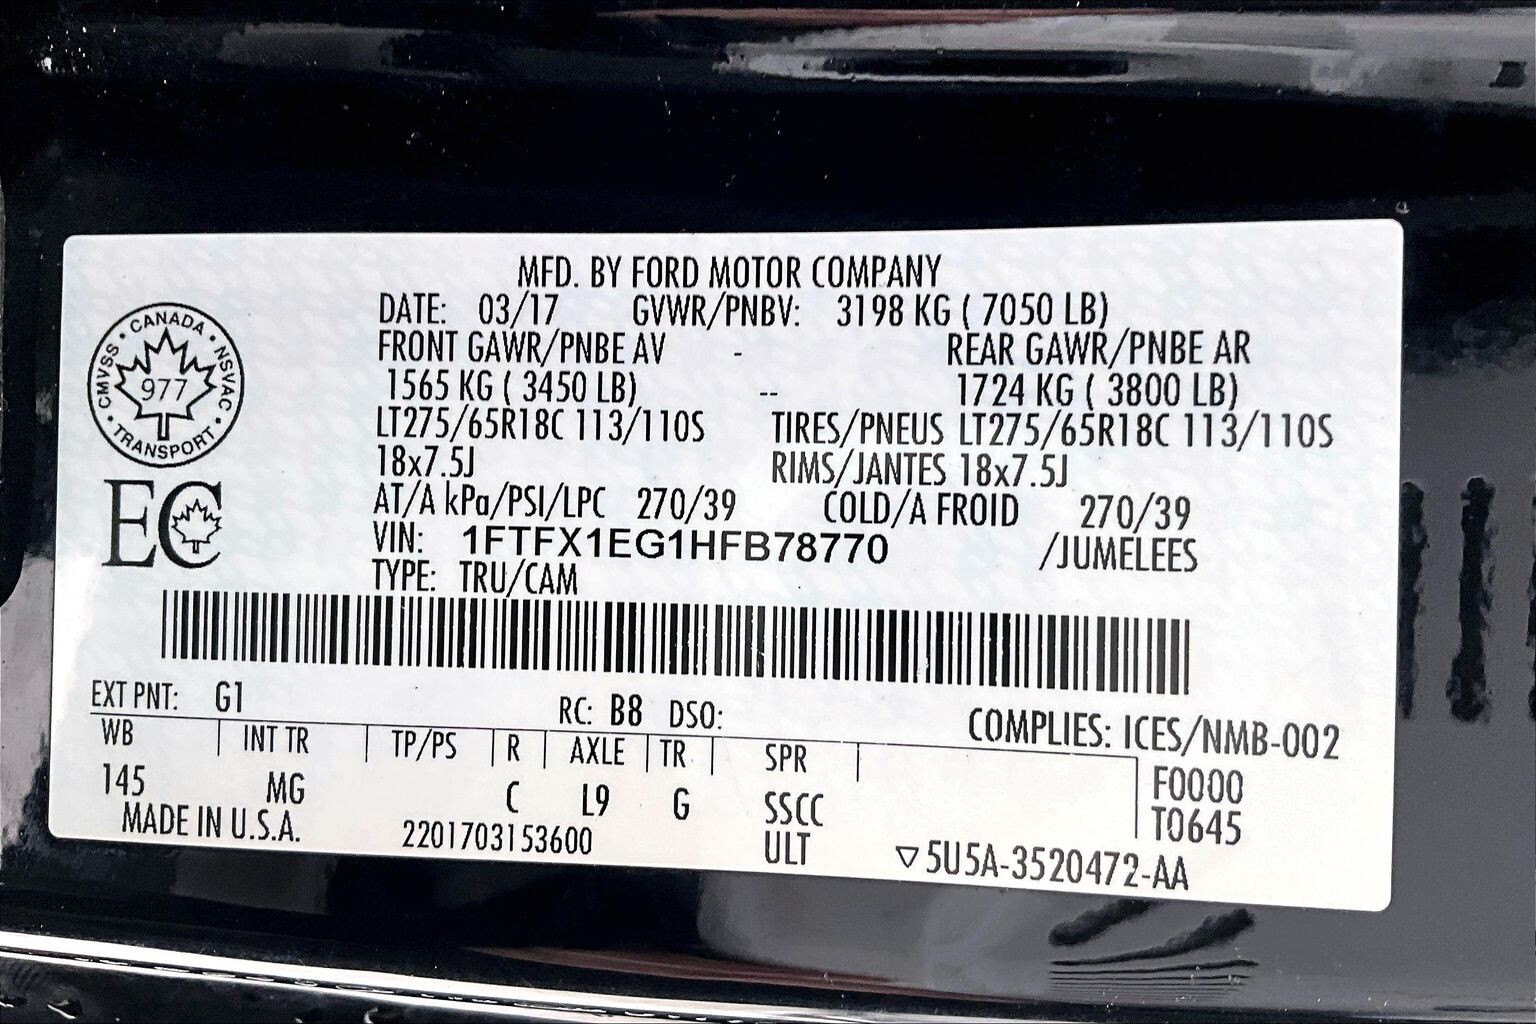 MFD. BY FORD MOTOR COMPANY
DATE: 03/17 GVWR/PNBV: 3198 KG ( 7050 LB)
FRONT GAWR/PNBE AV - REAR GAWR/PNBE AR
1565 KG ( 3450 LB) -- 1724 KG ( 3800 LB)
LT275/65R18C 113/110S TIRES/PNEUS LT275/65R18C 113/110S
18x7.5J RIMS/JANTES 18x7.5J
AT/A kPa/PSI/LPC 270/39 COLD/A FROID 270/39
VIN: 1FTFX1EG1HFB78770 /JUMELEES
TYPE: TRU/CAM
CANADA
CMVSS 977 NSVAC
TRANSPORT
EC
EXT PNT: G1 RC: B8 DSO: COMPLIES: ICES/NMB-002
WB INT TR TP/PS R AXLE TR SPR
145 MG C L9 G SSCC F0000
ULT T0645
MADE IN U.S.A. 2201703153600 ▽5U5A-3520472-AA